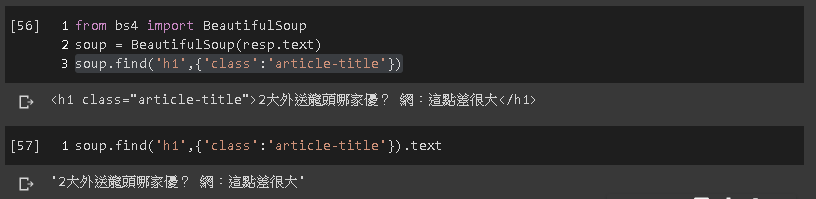 [56] 1 from bs4 import BeautifulSoup
2 soup = BeautifulSoup(resp.text)
3 soup.find('h1',{'class':'article-title'})
<h1 class="article-title">2大外送龍頭哪家優? 網:這點差很大</h1>
[57] 1 soup.find('h1',{'class':'article-title'}).text
'2大外送龍頭哪家優? 網:這點差很大'